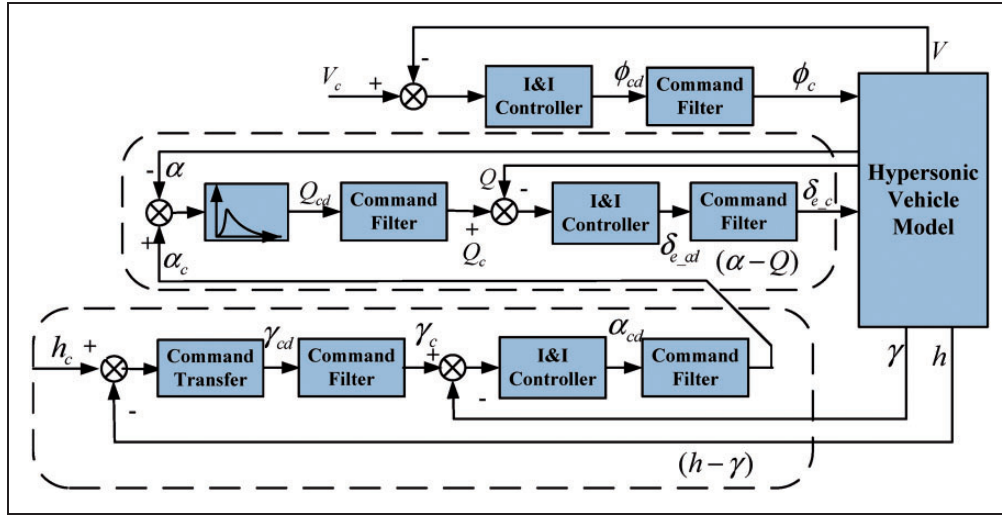 V
V_c + -
I&I Controller
ϕ_cd
Command Filter
ϕ_c
Hypersonic Vehicle Model
- α
+ α_c
Q_cd
Command Filter
Q -
+ Q_c
I&I Controller
δ_e_cd
Command Filter
δ_e_c
(α − Q)
h_c + -
Command Transfer
γ_cd
Command Filter
γ_c + -
I&I Controller
α_cd
Command Filter
γ
h
(h − γ)